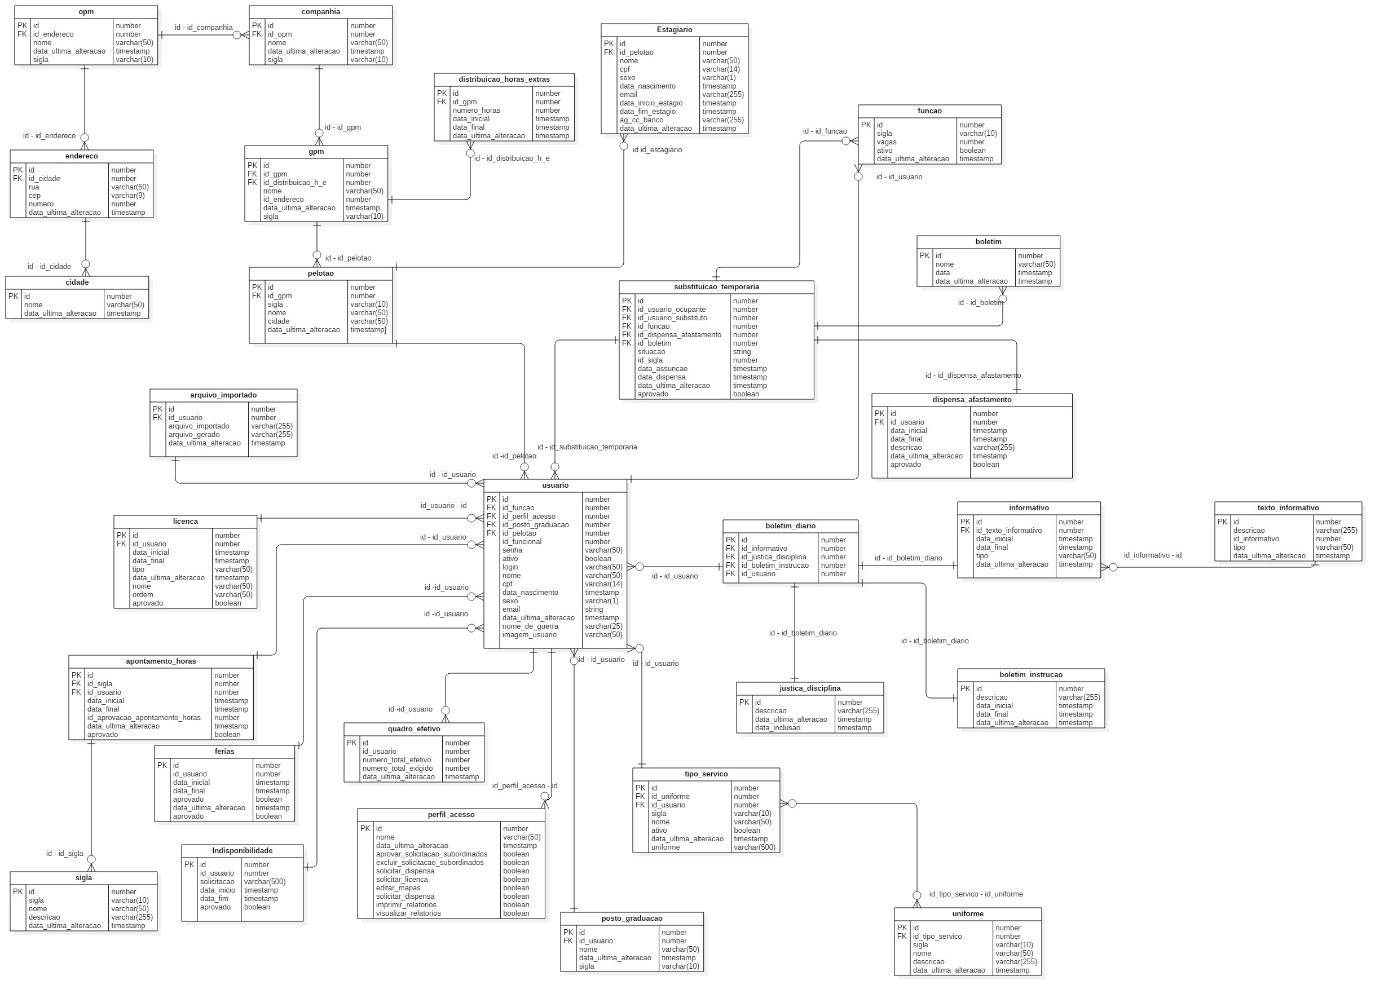 opm
PK id number
FK id_endereco number
nome varchar(50)
data_ultima_alteracao timestamp
sigla varchar(10)
id - id_companhia
companhia
PK id number
FK id_opm number
nome varchar(50)
data_ultima_alteracao timestamp
sigla varchar(10)
Estagiario
PK id number
FK id_pelotao number
nome varchar(50)
cpf varchar(14)
sexo varchar(1)
data_nascimento timestamp
email varchar(255)
data_inicio_estagio timestamp
data_fim_estagio timestamp
ag_cc_banco varchar(255)
data_ultima_alteracao timestamp
distribuicao_horas_extras
PK id number
FK id_gpm number
numero_horas number
data_inicial timestamp
data_final timestamp
data_ultima_alteracao timestamp
funcao
PK id number
sigla varchar(10)
vagas number
ativo boolean
data_ultima_alteracao timestamp
id - id_endereco
id - id_gpm
id - id_distribuicao_h_e
id id_estagiario
id - id_funcao
id - id_usuario
endereco
PK id number
FK id_cidade number
rua varchar(50)
cep varchar(9)
numero number
data_ultima_alteracao timestamp
gpm
PK id number
FK id_gpm number
FK id_distribuicao_h_e number
nome varchar(50)
id_endereco number
data_ultima_alteracao timestamp
sigla varchar(10)
id - id_cidade
id - id_pelotao
cidade
PK id number
nome varchar(50)
data_ultima_alteracao timestamp
pelotao
PK id number
FK id_gpm number
sigla varchar(10)
nome varchar(50)
cidade varchar(50)
data_ultima_alteracao timestamp
boletim
PK id number
nome varchar(50)
data timestamp
data_ultima_alteracao timestamp
id - id_boletim
substituicao_temporaria
PK id number
FK id_usuario_ocupante number
FK id_usuario_substituto number
FK id_funcao number
FK id_dispensa_afastamento number
FK id_boletim number
situacao string
id_sigla number
data_assuncao timestamp
data_dispensa timestamp
data_ultima_alteracao timestamp
aprovado boolean
id - id_dispensa_afastamento
dispensa_afastamento
PK id number
FK id_usuario number
data_inicial timestamp
data_final timestamp
descricao varchar(255)
data_ultima_alteracao timestamp
aprovado boolean
arquivo_importado
PK id number
FK id_usuario number
arquivo_importado varchar(255)
arquivo_gerado varchar(255)
data_ultima_alteracao timestamp
id - id_substituicao_temporaria
id -id_pelotao
id - id_usuario
id_usuario - id
id - id_usuario
id -id_usuario
id -id_usuario
usuario
PK id number
FK id_funcao number
FK id_perfil_acesso number
FK id_posto_graduacao number
FK id_pelotao number
id_funcional number
senha varchar(50)
ativo boolean
login varchar(50)
nome varchar(50)
cpf varchar(14)
data_nascimento timestamp
sexo varchar(1)
email string
data_ultima_alteracao timestamp
nome_de_guerra varchar(25)
imagem_usuario varchar(50)
licenca
PK id number
FK id_usuario number
data_inicial timestamp
data_final timestamp
tipo varchar(50)
data_ultima_alteracao timestamp
nome varchar(50)
ordem varchar(50)
aprovado boolean
boletim_diario
PK id number
FK id_informativo number
FK id_justica_disciplina number
FK id_boletim_instrucao number
FK id_usuario number
id - id_usuario
id - id_boletim_diario
informativo
PK id number
FK id_texto_informativo number
data_inicial timestamp
data_final timestamp
tipo varchar(50)
data_ultima_alteracao timestamp
id_informativo - id
texto_informativo
PK id number
descricao varchar(255)
id_informativo number
tipo varchar(50)
data_ultima_alteracao timestamp
id - id_boletim_diario
id - id_boletim_diario
apontamento_horas
PK id number
FK id_sigla number
FK id_usuario number
data_inicial timestamp
data_final timestamp
id_aprovacao_apontamento_horas number
data_ultima_alteracao timestamp
aprovado boolean
id - id_usuario
id - id_usuario
justica_disciplina
PK id number
descricao varchar(255)
data_ultima_alteracao timestamp
data_inclusao timestamp
boletim_instrucao
PK id number
descricao varchar(255)
data_inicial timestamp
data_final timestamp
data_ultima_alteracao timestamp
id -id_usuario
quadro_efetivo
PK id number
id_usuario number
numero_total_efetivo number
numero_total_exigido number
data_ultima_alteracao timestamp
ferias
PK id number
id_usuario number
data_inicial timestamp
data_final timestamp
aprovado boolean
data_ultima_alteracao timestamp
aprovado boolean
id_perfil_acesso - id
tipo_servico
PK id number
FK id_uniforme number
FK id_usuario number
sigla varchar(10)
nome varchar(50)
ativo boolean
data_ultima_alteracao timestamp
uniforme varchar(500)
perfil_acesso
PK id number
nome varchar(50)
data_ultima_alteracao timestamp
aprovar_solicitacao_subordinados boolean
excluir_solicitacao_subordinados boolean
solicitar_dispensa boolean
solicitar_licenca boolean
editar_mapas boolean
solicitar_dispensa boolean
imprimir_relatorios boolean
visualizar_relatorios boolean
id - id_sigla
Indisponibilidade
PK id number
id_usuario number
solicitacao varchar(500)
data_inicio timestamp
data_fim timestamp
aprovado boolean
sigla
PK id number
sigla varchar(10)
nome varchar(50)
descricao varchar(255)
data_ultima_alteracao timestamp
id_tipo_servico - id_uniforme
posto_graduacao
PK id number
FK id_usuario number
nome varchar(50)
data_ultima_alteracao timestamp
sigla varchar(10)
uniforme
PK id number
FK id_tipo_servico number
sigla varchar(10)
nome varchar(50)
descricao varchar(255)
data_ultima_alteracao timestamp